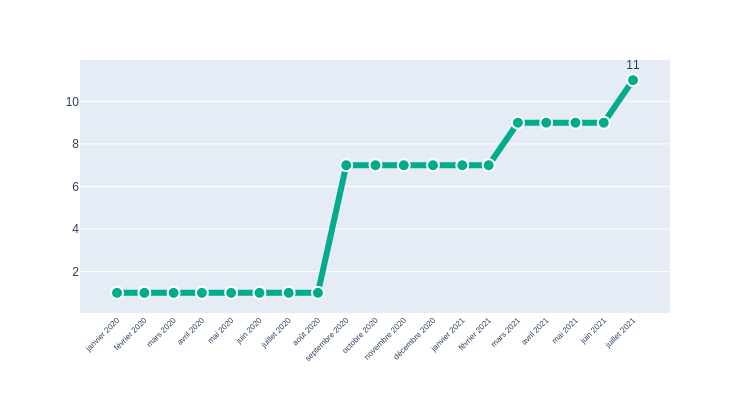 11
10
8
6
4
2
janvier 2020
février 2020
mars 2020
avril 2020
mai 2020
juin 2020
juillet 2020
août 2020
septembre 2020
octobre 2020
novembre 2020
décembre 2020
janvier 2021
février 2021
mars 2021
avril 2021
mai 2021
juin 2021
juillet 2021